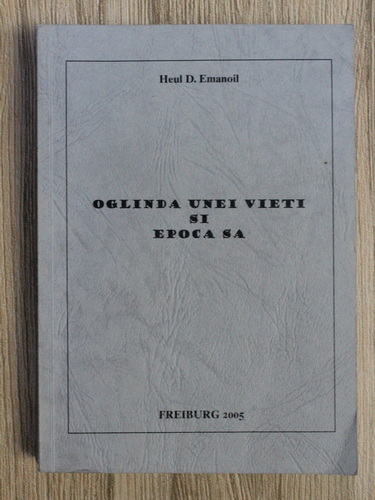 Heul D. Emanoil
OGLINDA UNEI VIETI
SI
EPOCA SA
FREIBURG 2005